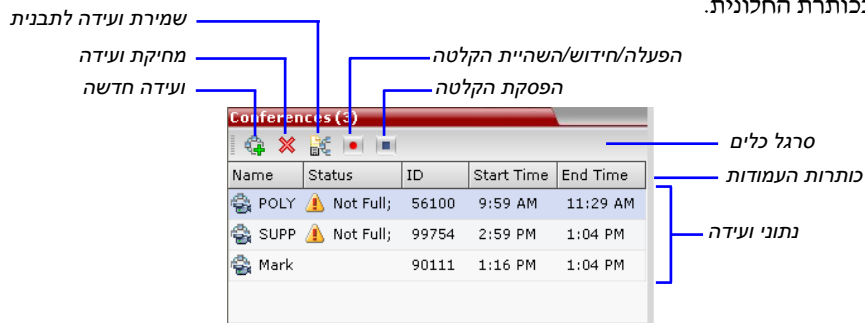 בכותרת החלונית.
שמירת ועידה לתבנית
מחיקת ועידה
הפעלה/חידוש/השהיית הקלטה
ועידה חדשה
הפסקת הקלטה
Conferences (3)
סרגל כלים
Name Status ID Start Time End Time
כותרות העמודות
POLY Not Full; 56100 9:59 AM 11:29 AM
SUPP Not Full; 99754 2:59 PM 1:04 PM
נתוני ועידה
Mark 90111 1:16 PM 1:04 PM